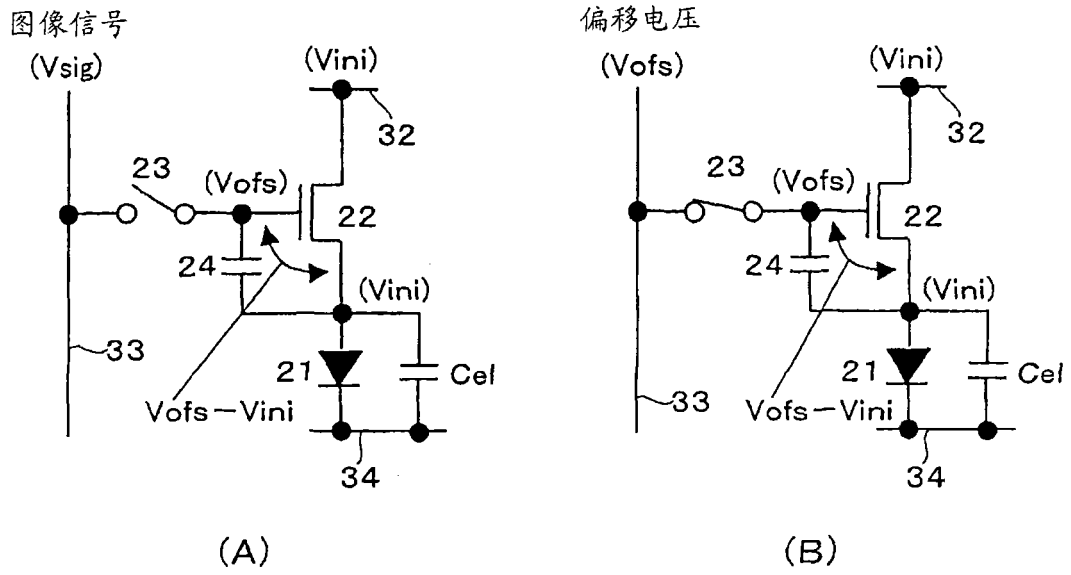 图像信号
(Vsig)
(Vini)
32
23
(Vofs)
22
24
(Vini)
33
21
Cel
Vofs-Vini
34
(A)
偏移电压
(Vofs)
(Vini)
32
23
(Vofs)
22
24
(Vini)
21
Cel
33
Vofs-Vini
34
(B)